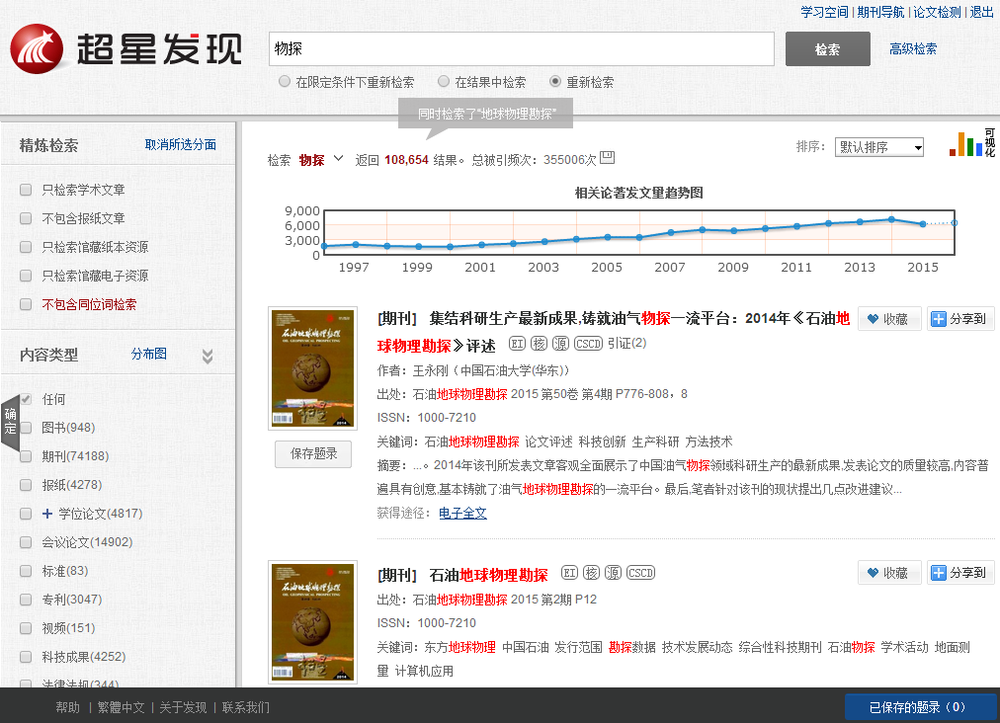 学习空间 | 期刊导航 | 论文检测 | 退出
超星发现
物探
检索
高级检索
在限定条件下重新检索 在结果中检索 重新检索
同时检索了"地球物理勘探"
精炼检索 取消所选分面
只检索学术文章
不包含报纸文章
只检索馆藏纸本资源
只检索馆藏电子资源
不包含同位词检索
内容类型 分布图
确定
任何
图书(948)
期刊(74188)
报纸(4278)
学位论文(4817)
会议论文(14902)
标准(83)
专利(3047)
视频(151)
科技成果(4252)
法律法规(344)
检索 物探 返回 108,654 结果。总被引频次：355006次
排序： 默认排序
可视化
相关论著发文量趋势图
9,000
6,000
3,000
0
1997 1999 2001 2003 2005 2007 2009 2011 2013 2015
[期刊] 集结科研生产最新成果,铸就油气物探一流平台：2014年《石油地
球物理勘探》评述 EI 核 源 CSCD 引证(2)
收藏 分享到
作者：王永刚（中国石油大学(华东)）
出处：石油地球物理勘探 2015 第50卷 第4期 P776-808，8
ISSN：1000-7210
关键词：石油地球物理勘探 论文评述 科技创新 生产科研 方法技术
摘要：...。2014年该刊所发表文章客观全面展示了中国油气物探领域科研生产的最新成果,发表论文的质量较高,内容普
遍具有创意,基本铸就了油气地球物理勘探的一流平台。最后,笔者针对该刊的现状提出几点改进建议...
获得途径： 电子全文
石油地球物理勘探
OIL GEOPHYSICAL PROSPECTING
2014
保存题录
[期刊] 石油地球物理勘探 EI 核 源 CSCD
收藏 分享到
出处：石油地球物理勘探 2015 第2期 P12
ISSN：1000-7210
关键词：东方地球物理 中国石油 发行范围 勘探数据 技术发展动态 综合性科技期刊 石油物探 学术活动 地面测
量 计算机应用
石油地球物理勘探
OIL GEOPHYSICAL PROSPECTING
2014
帮助 | 繁體中文 | 关于发现 | 联系我们
已保存的题录（0）